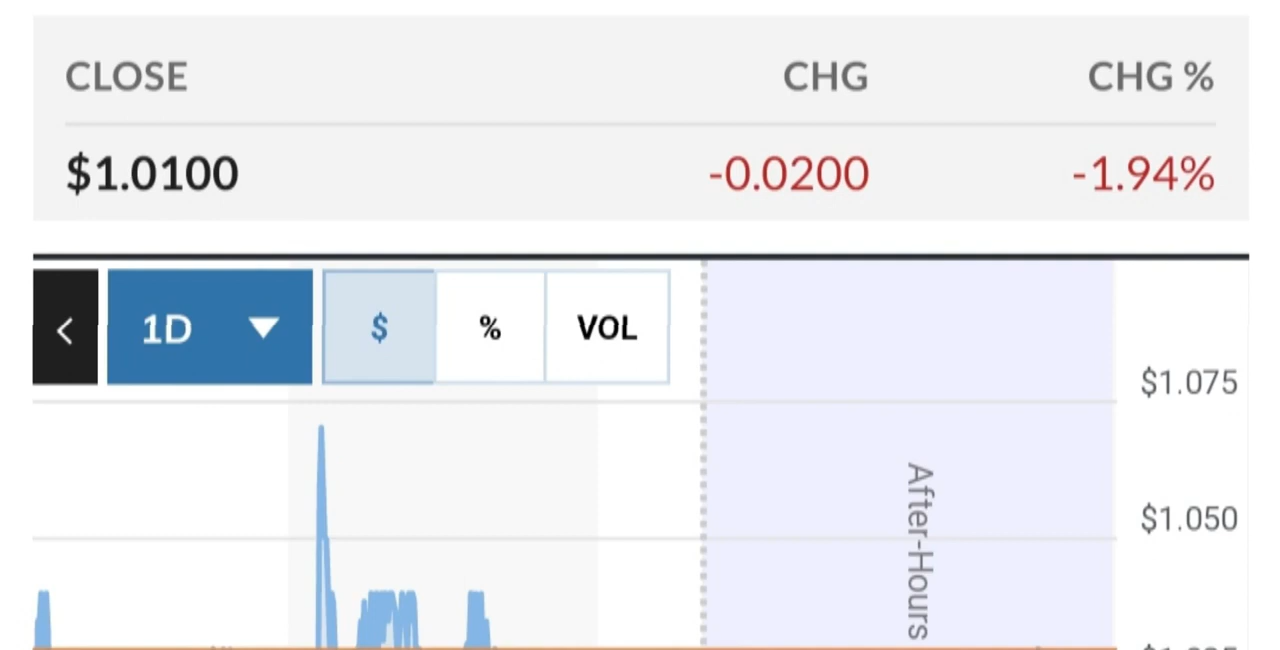 CLOSE CHG CHG %
$1.0100 -0.0200 -1.94%
1D $ % VOL
$1.075
$1.050
After-Hours